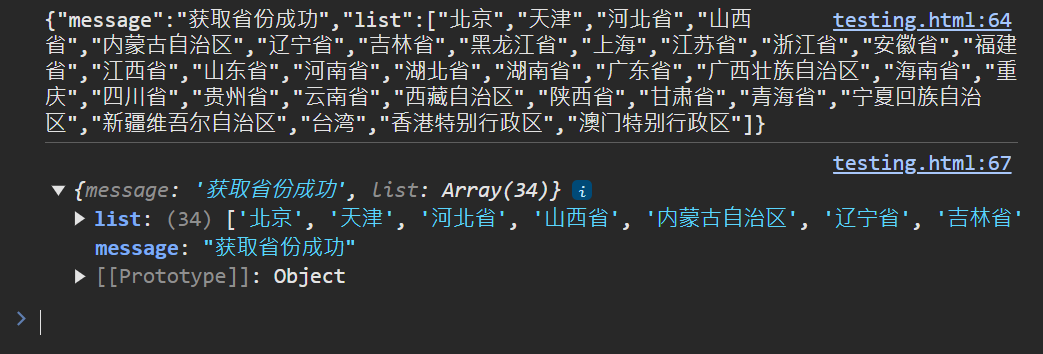 {"message":"获取省份成功","list":["北京","天津","河北省","山西 testing.html:64
省","内蒙古自治区","辽宁省","吉林省","黑龙江省","上海","江苏省","浙江省","安徽省","福建
省","江西省","山东省","河南省","湖北省","湖南省","广东省","广西壮族自治区","海南省","重
庆","四川省","贵州省","云南省","西藏自治区","陕西省","甘肃省","青海省","宁夏回族自治
区","新疆维吾尔自治区","台湾","香港特别行政区","澳门特别行政区"]}
testing.html:67
▼ {message: '获取省份成功', list: Array(34)} i
▶ list: (34) ['北京', '天津', '河北省', '山西省', '内蒙古自治区', '辽宁省', '吉林省'
message: "获取省份成功"
▶ [[Prototype]]: Object
>